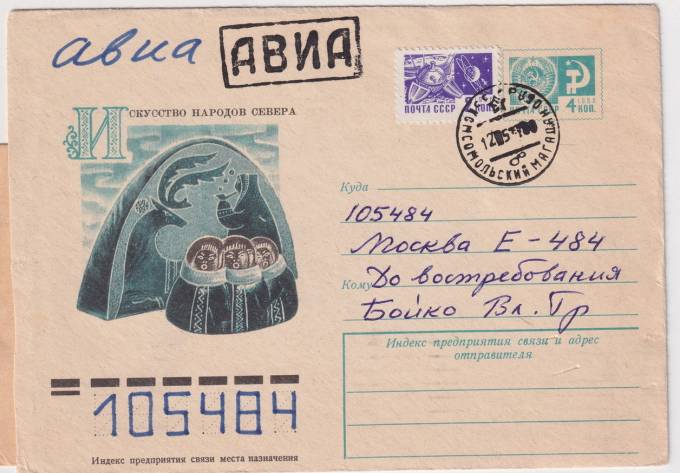 авиа
АВИА
ПОЧТА СССР
4 КОП.
КОМСОМОЛЬСКИЙ МАГАДАН
ИСКУССТВО НАРОДОВ СЕВЕРА
Куда
105484
Москва Е-484
Кому До востребования
Бойко Вл. Гр
Индекс предприятия связи и адрес
отправителя
105484
Индекс предприятия связи места назначения